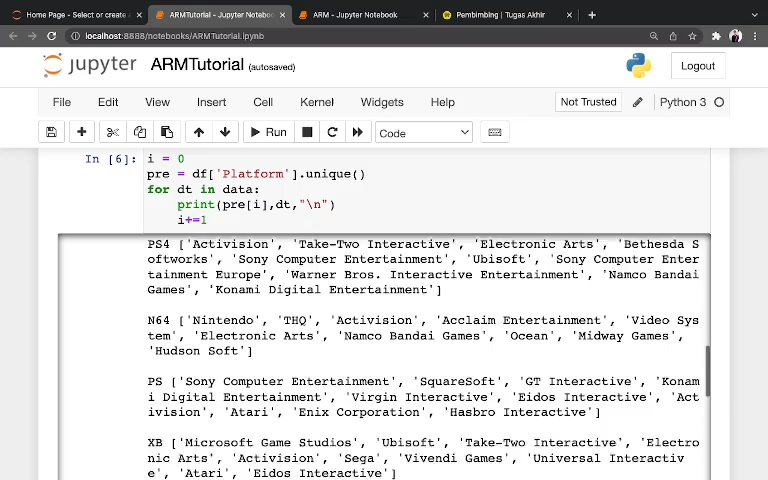 Home Page - Select or create a
ARMTutorial - Jupyter Noteboo
ARM - Jupyter Notebook
Pembimbing | Tugas Akhir
localhost:8888/notebooks/ARMTutorial.ipynb
jupyter ARMTutorial (autosaved)
Logout
File Edit View Insert Cell Kernel Widgets Help
Not Trusted
Python 3
Run
Code
In [6]:
i = 0
pre = df['Platform'].unique()
for dt in data:
    print(pre[i],dt,"\n")
    i+=1
PS4 ['Activision', 'Take-Two Interactive', 'Electronic Arts', 'Bethesda S
oftworks', 'Sony Computer Entertainment', 'Ubisoft', 'Sony Computer Enter
tainment Europe', 'Warner Bros. Interactive Entertainment', 'Namco Bandai
Games', 'Konami Digital Entertainment']
N64 ['Nintendo', 'THQ', 'Activision', 'Acclaim Entertainment', 'Video Sys
tem', 'Electronic Arts', 'Namco Bandai Games', 'Ocean', 'Midway Games',
'Hudson Soft']
PS ['Sony Computer Entertainment', 'SquareSoft', 'GT Interactive', 'Konam
i Digital Entertainment', 'Virgin Interactive', 'Eidos Interactive', 'Act
ivision', 'Atari', 'Enix Corporation', 'Hasbro Interactive']
XB ['Microsoft Game Studios', 'Ubisoft', 'Take-Two Interactive', 'Electro
nic Arts', 'Activision', 'Sega', 'Vivendi Games', 'Universal Interactiv
e', 'Atari', 'Eidos Interactive']